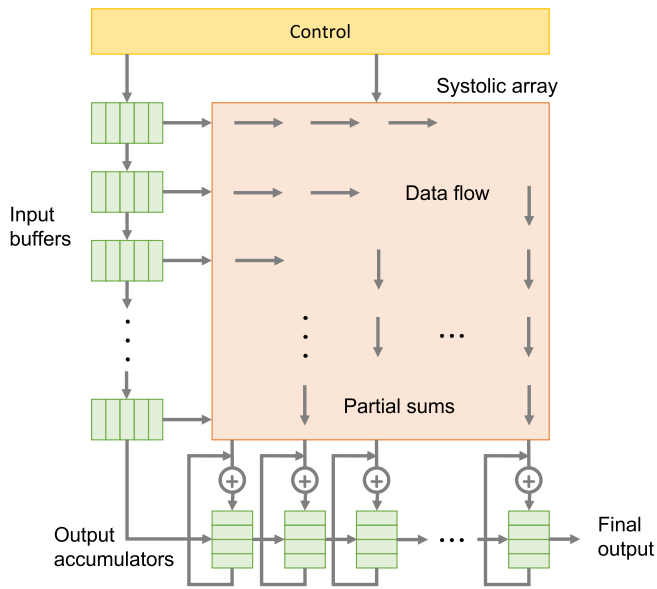 Control
Systolic array
Data flow
Input
buffers
Partial sums
Output
accumulators
Final
output